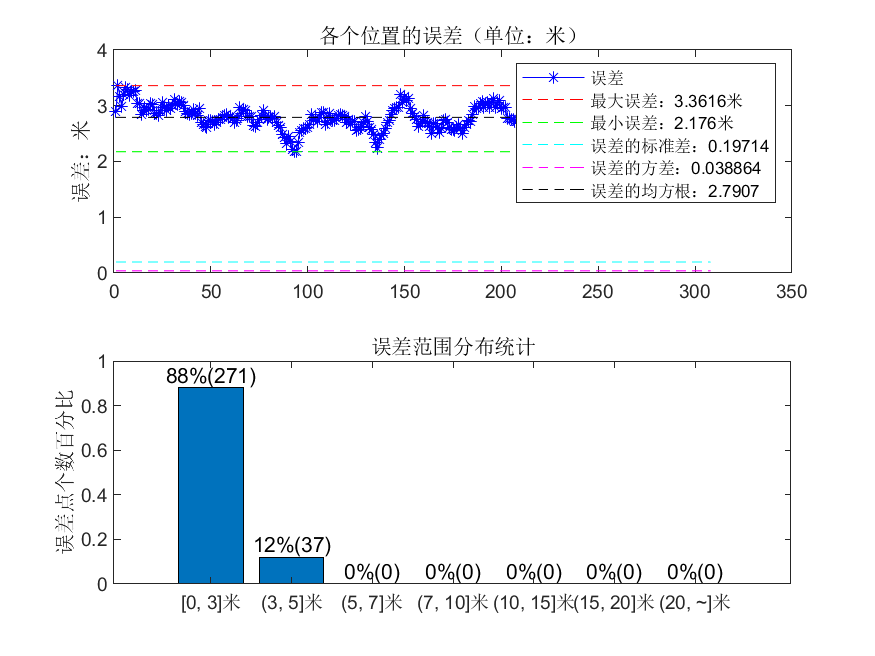 各个位置的误差（单位：米）
误差：米
4
3
2
1
0
0 50 100 150 200 250 300 350
误差
最大误差：3.3616米
最小误差：2.176米
误差的标准差：0.19714
误差的方差：0.038864
误差的均方根：2.7907
误差范围分布统计
误差点个数百分比
1
0.8
0.6
0.4
0.2
0
88%(271)
12%(37)
0%(0) 0%(0) 0%(0) 0%(0) 0%(0)
[0, 3]米 (3, 5]米 (5, 7]米 (7, 10]米 (10, 15]米 (15, 20]米 (20, ~]米